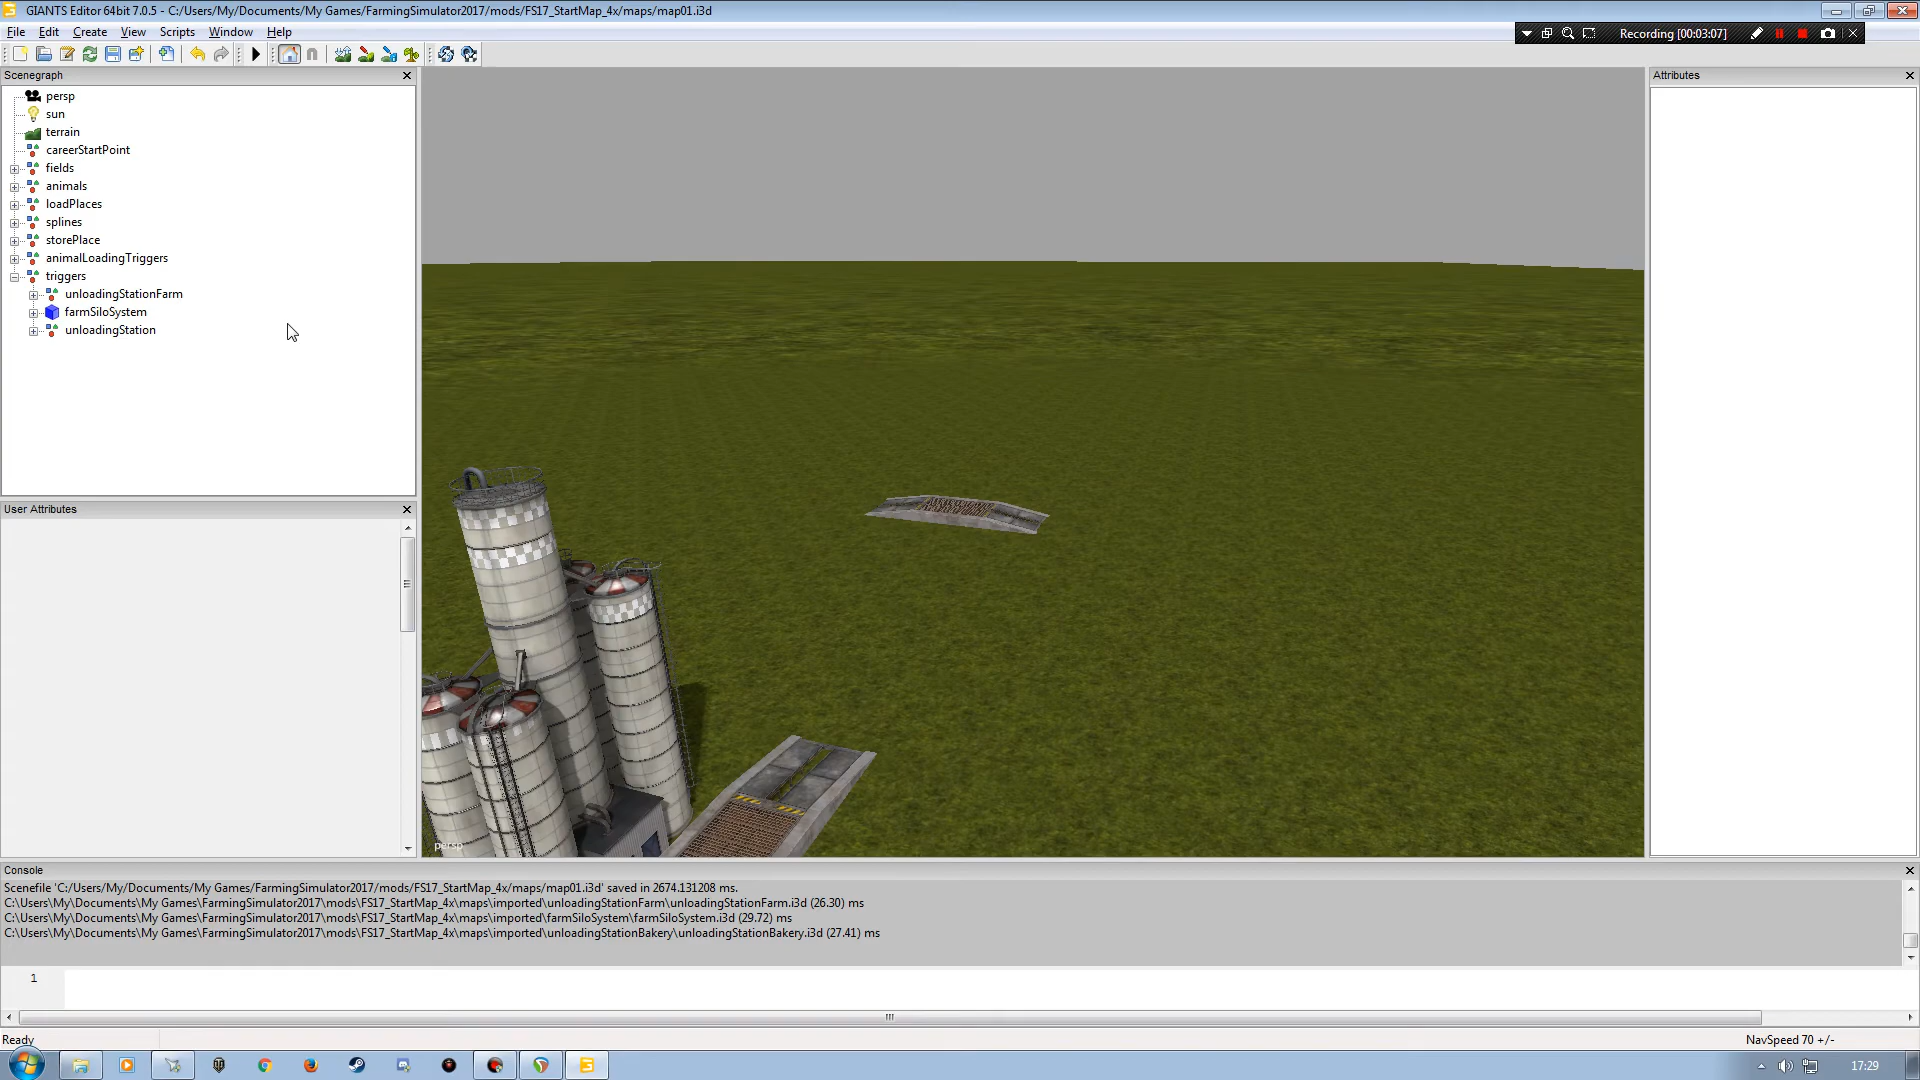 GIANTS Editor 64bit 7.0.5 - C:/Users/My/Documents/My Games/FarmingSimulator2017/mods/FS17_StartMap_4x/maps/map01.i3d
File Edit Create View Scripts Window Help
Recording [00:03:07]
Scenegraph
persp
sun
terrain
careerStartPoint
fields
animals
loadPlaces
splines
storePlace
animalLoadingTriggers
triggers
unloadingStationFarm
farmSiloSystem
unloadingStation
User Attributes
persp
Attributes
Console
Scenefile 'C:/Users/My/Documents/My Games/FarmingSimulator2017/mods/FS17_StartMap_4x/maps/map01.i3d' saved in 2674.131208 ms.
C:\Users\My\Documents\My Games\FarmingSimulator2017\mods\FS17_StartMap_4x\maps\imported\unloadingStationFarm\unloadingStationFarm.i3d (26.30) ms
C:\Users\My\Documents\My Games\FarmingSimulator2017\mods\FS17_StartMap_4x\maps\imported\farmSiloSystem\farmSiloSystem.i3d (29.72) ms
C:\Users\My\Documents\My Games\FarmingSimulator2017\mods\FS17_StartMap_4x\maps\imported\unloadingStationBakery\unloadingStationBakery.i3d (27.41) ms
1
Ready
NavSpeed 70 +/-
17:29